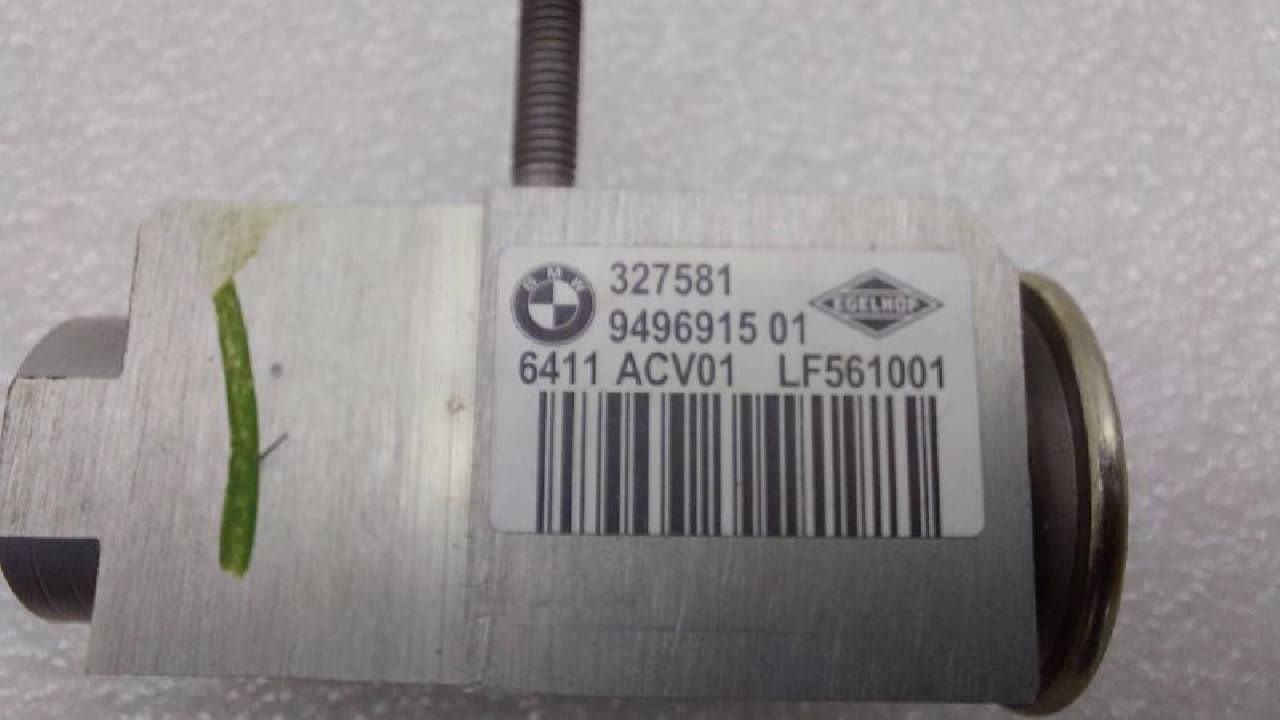 BMW
327581
EGELHOF
9496915 01
6411 ACV01 LF561001